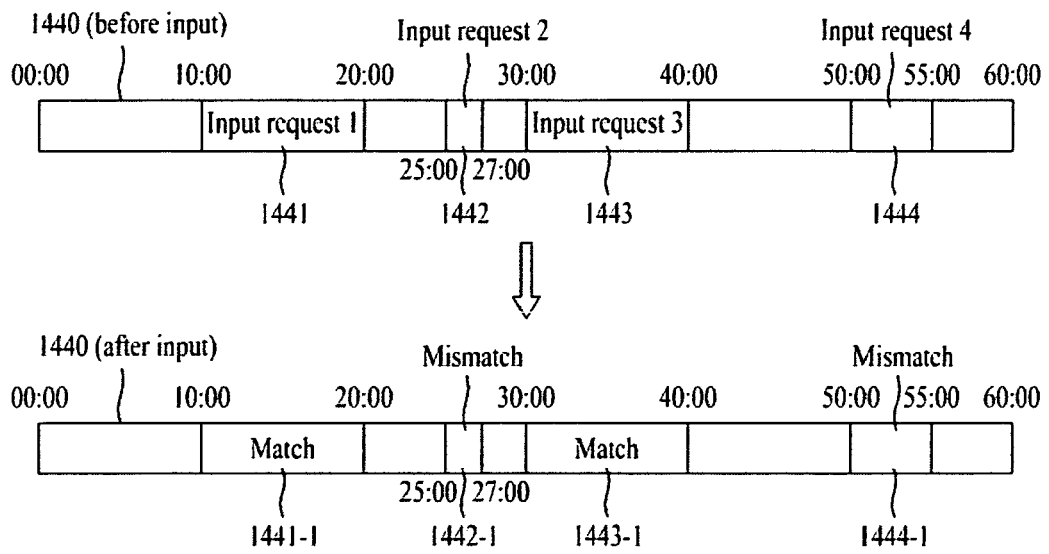 1440 (before input)
Input request 2
Input request 4
00:00 10:00 20:00 30:00 40:00 50:00 55:00 60:00
Input request 1
Input request 3
25:00 27:00
1441 1442 1443 1444
1440 (after input)
Mismatch
Mismatch
00:00 10:00 20:00 30:00 40:00 50:00 55:00 60:00
Match
Match
25:00 27:00
1441-1 1442-1 1443-1 1444-1